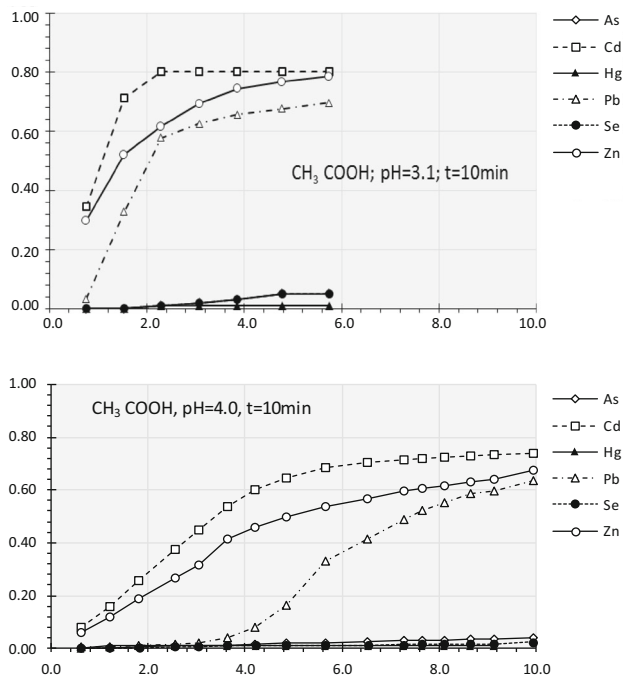 1.00
0.80
0.60
0.40
0.20
0.00
0.0 2.0 4.0 6.0 8.0 10.0
CH3 COOH; pH=3.1; t=10min
As
Cd
Hg
Pb
Se
Zn
1.00
0.80
0.60
0.40
0.20
0.00
0.0 2.0 4.0 6.0 8.0 10.0
CH3 COOH, pH=4.0, t=10min
As
Cd
Hg
Pb
Se
Zn